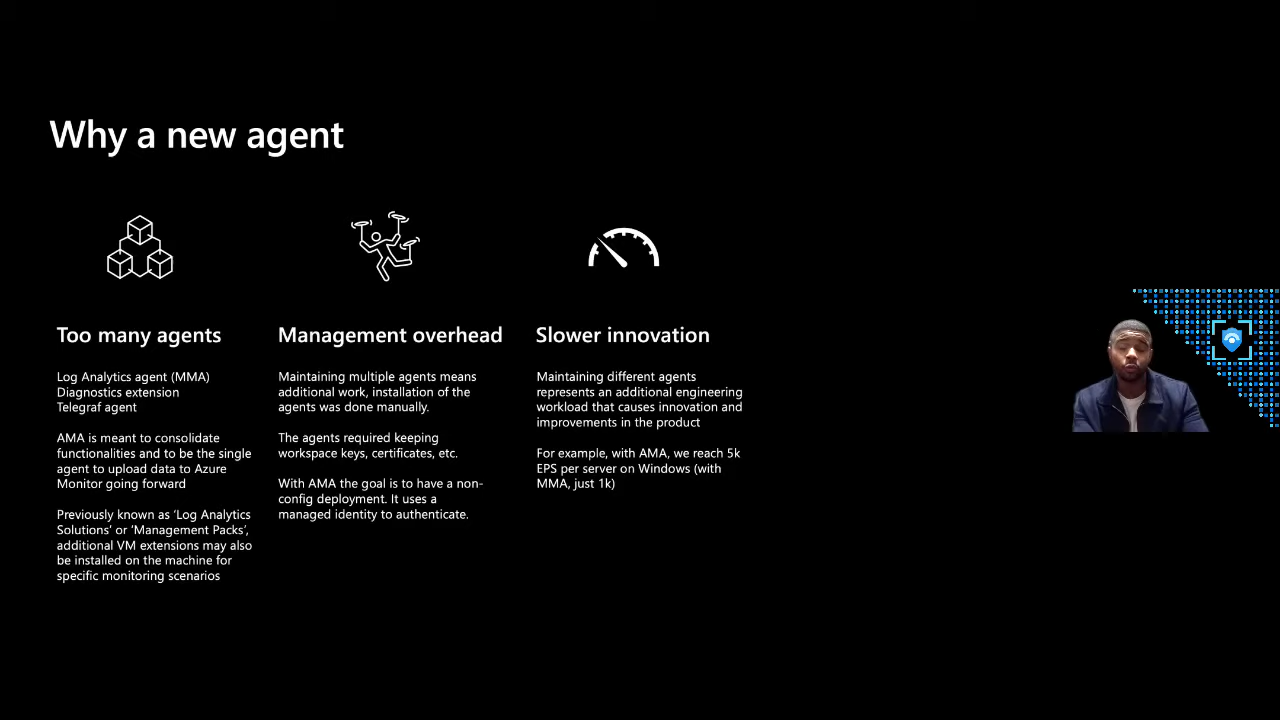 Why a new agent
Too many agents
Log Analytics agent (MMA)
Diagnostics extension
Telegraf agent
AMA is meant to consolidate
functionalities and to be the single
agent to upload data to Azure
Monitor going forward
Previously known as ‘Log Analytics
Solutions’ or ‘Management Packs’,
additional VM extensions may also
be installed on the machine for
specific monitoring scenarios
Management overhead
Maintaining multiple agents means
additional work, installation of the
agents was done manually.
The agents required keeping
workspace keys, certificates, etc.
With AMA the goal is to have a non-
config deployment. It uses a
managed identity to authenticate.
Slower innovation
Maintaining different agents
represents an additional engineering
workload that causes innovation and
improvements in the product
For example, with AMA, we reach 5k
EPS per server on Windows (with
MMA, just 1k)